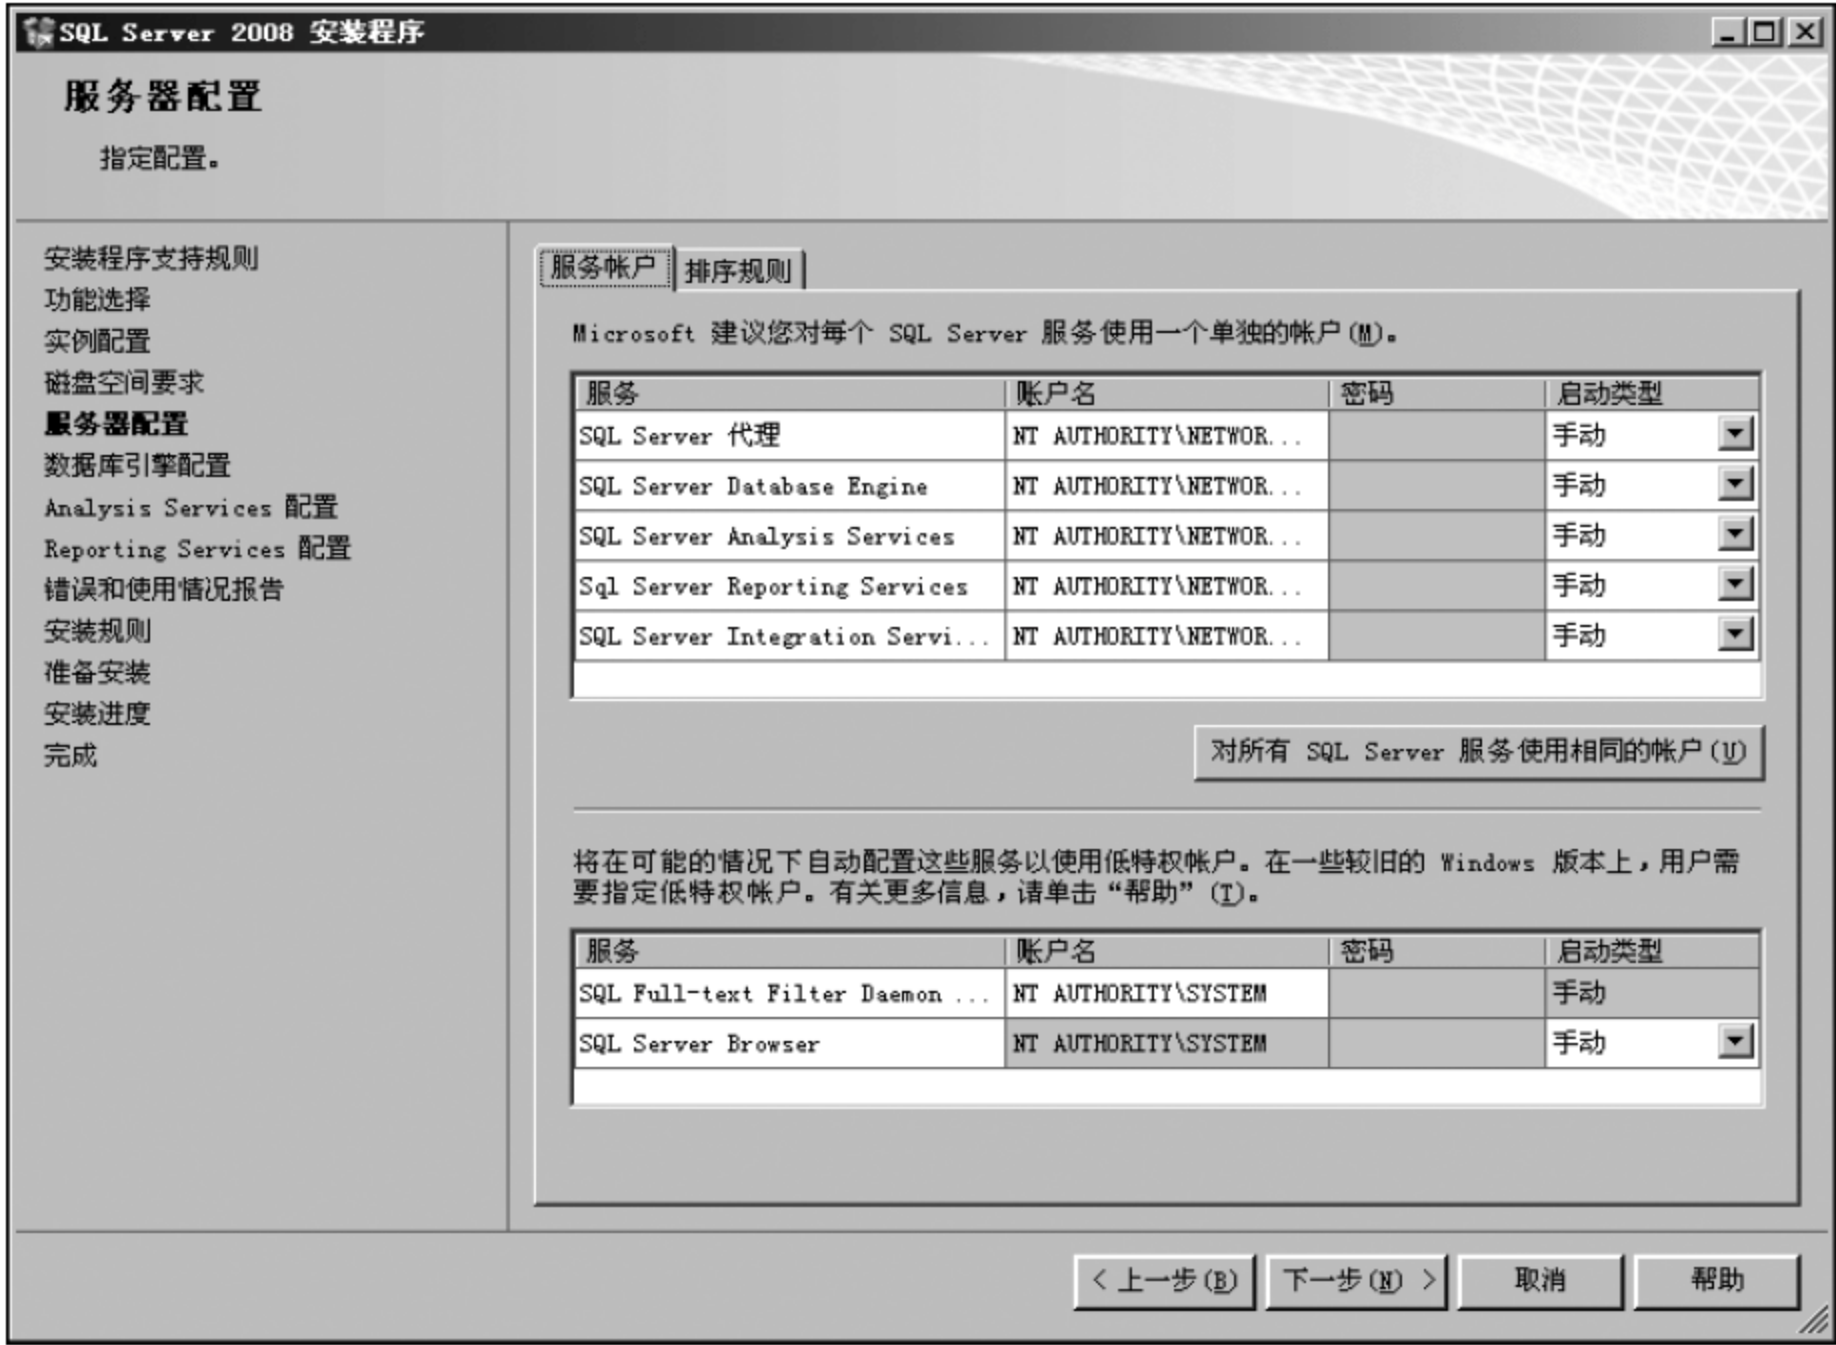 SQL Server 2008 安装程序
服务器配置
指定配置。
安装程序支持规则
功能选择
实例配置
磁盘空间要求
服务器配置
数据库引擎配置
Analysis Services 配置
Reporting Services 配置
错误和使用情况报告
安装规则
准备安装
安装进度
完成
服务帐户 排序规则
Microsoft 建议您对每个 SQL Server 服务使用一个单独的帐户(M)。
服务 账户名 密码 启动类型
SQL Server 代理 NT AUTHORITY\NETWOR... 手动
SQL Server Database Engine NT AUTHORITY\NETWOR... 手动
SQL Server Analysis Services NT AUTHORITY\NETWOR... 手动
Sql Server Reporting Services NT AUTHORITY\NETWOR... 手动
SQL Server Integration Servi... NT AUTHORITY\NETWOR... 手动
对所有 SQL Server 服务使用相同的帐户(U)
将在可能的情况下自动配置这些服务以使用低特权帐户。在一些较旧的 Windows 版本上，用户需
要指定低特权帐户。有关更多信息，请单击“帮助”(T)。
服务 账户名 密码 启动类型
SQL Full-text Filter Daemon ... NT AUTHORITY\SYSTEM 手动
SQL Server Browser NT AUTHORITY\SYSTEM 手动
< 上一步(B) 下一步(N) > 取消 帮助